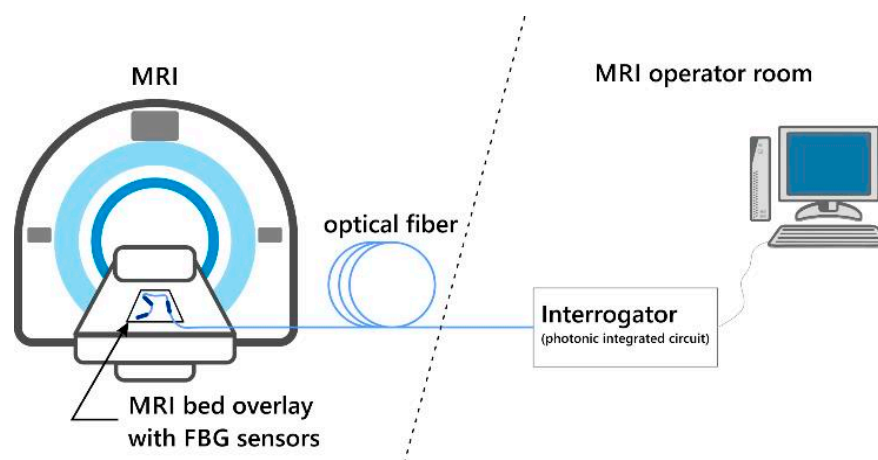 MRI
MRI operator room
optical fiber
Interrogator
(photonic integrated circuit)
MRI bed overlay
with FBG sensors